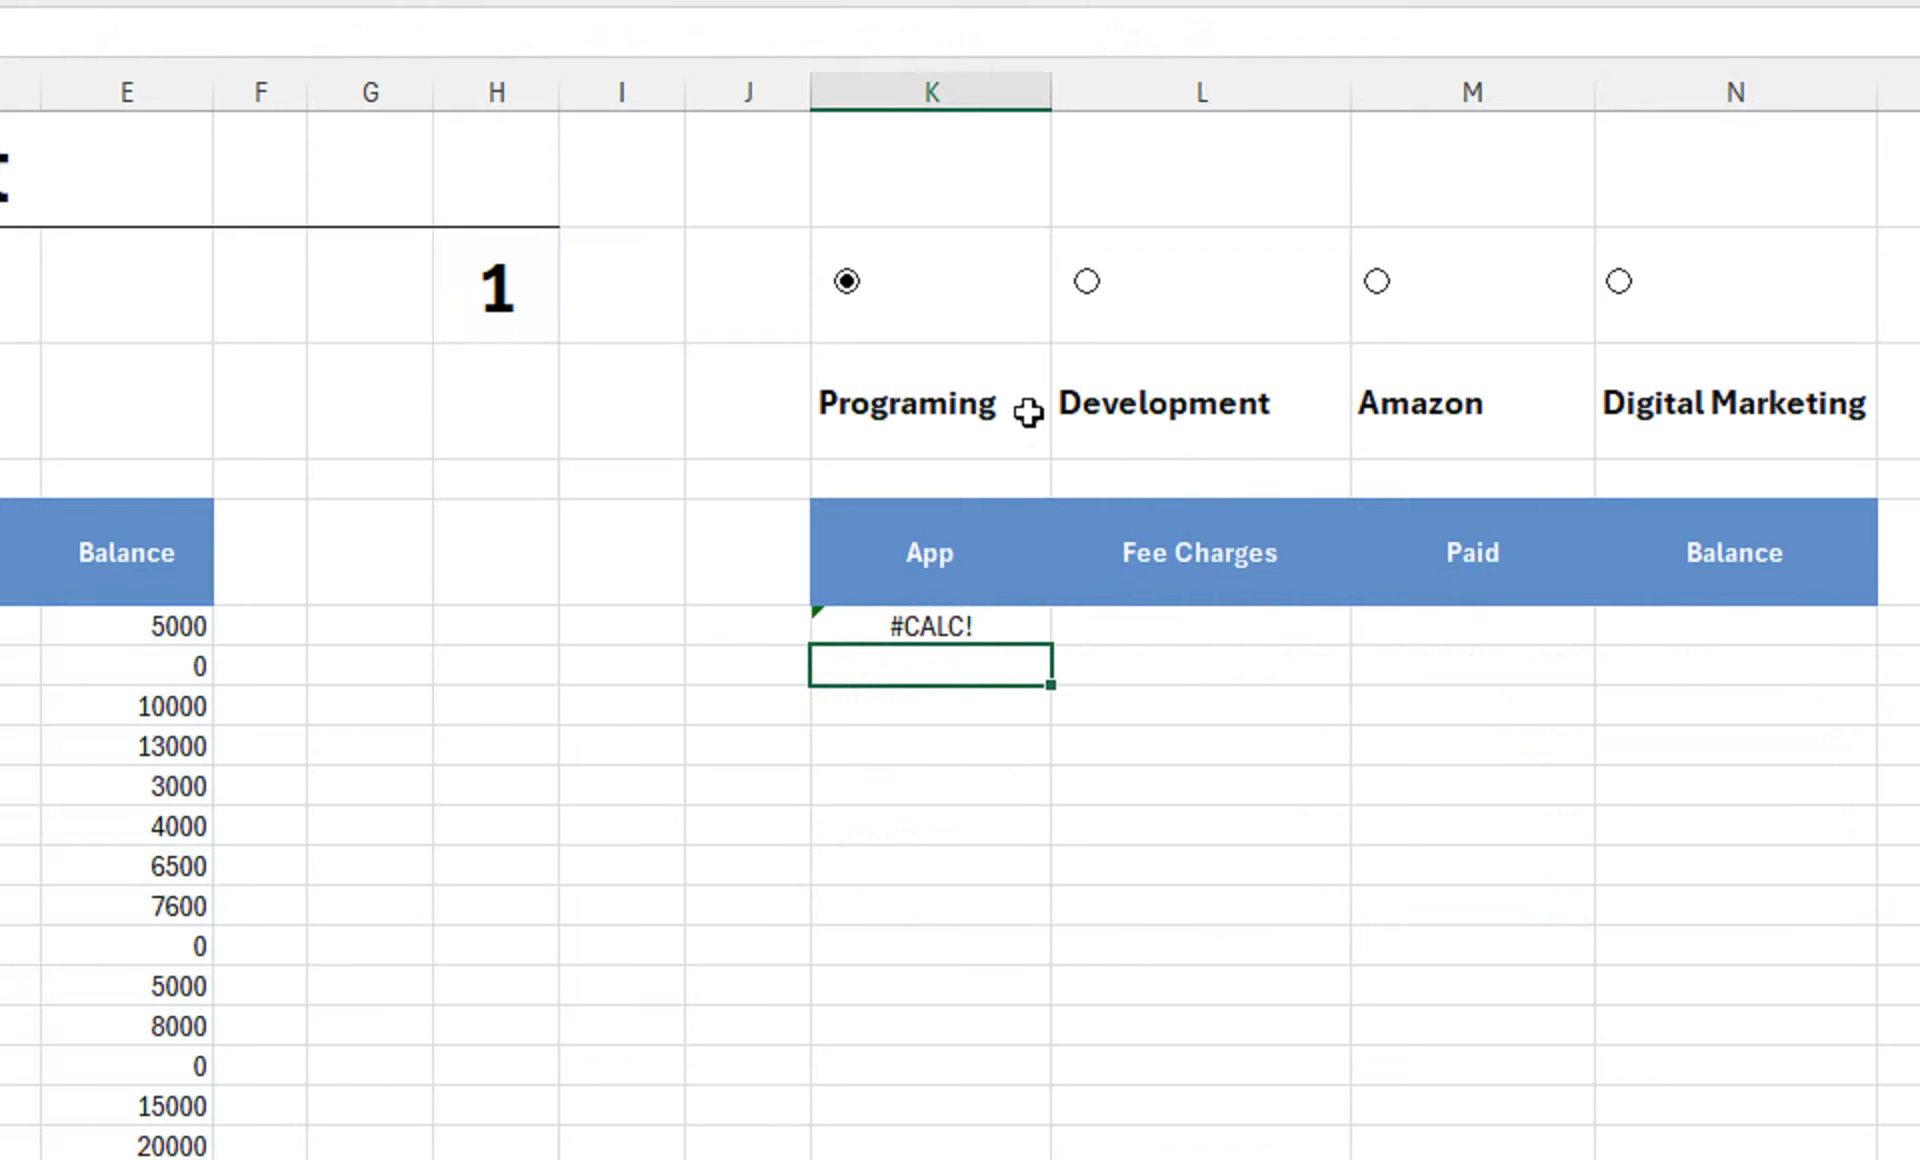 E F G H I J K L M N
t
1
Programing Development Amazon Digital Marketing
Balance App Fee Charges Paid Balance
5000 #CALC!
0
10000
13000
3000
4000
6500
7600
0
5000
8000
0
15000
20000